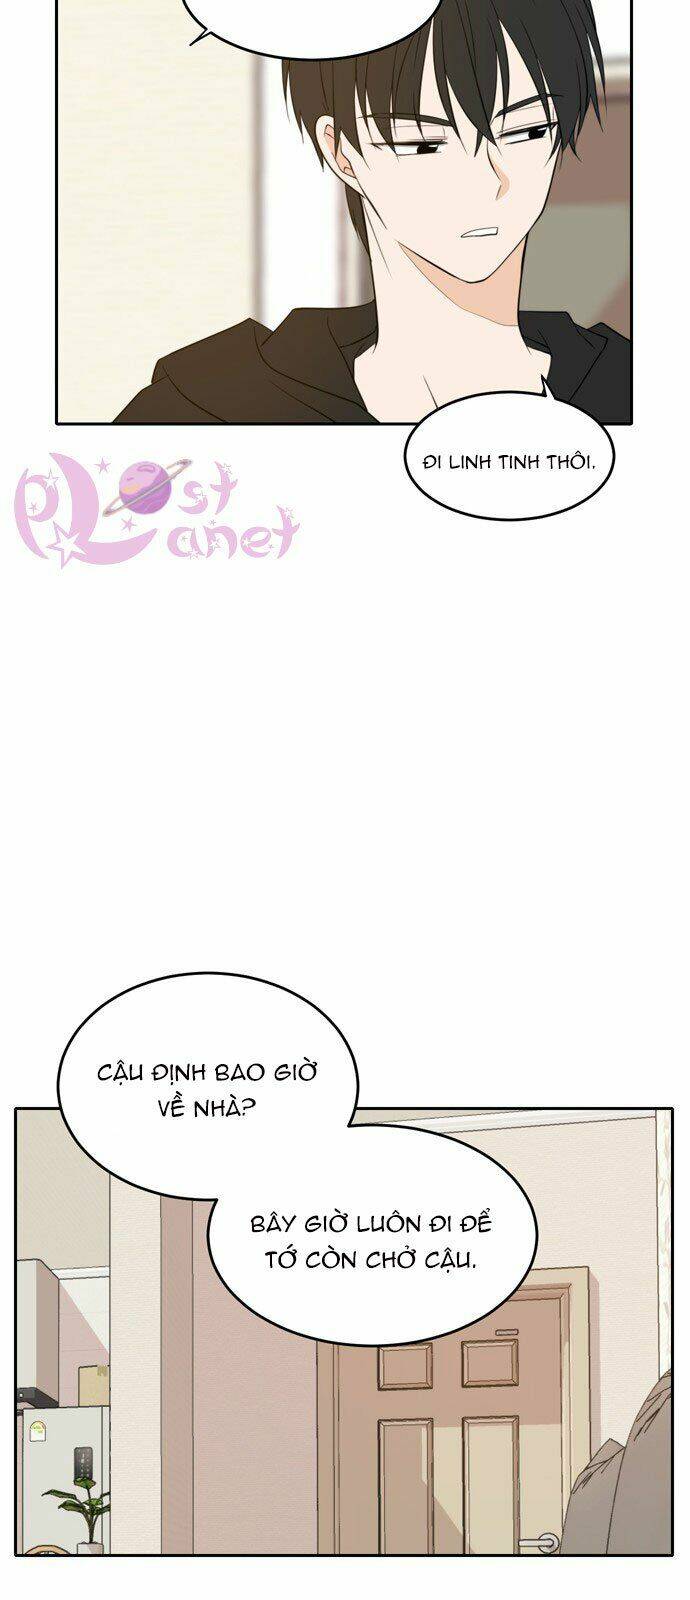 ĐI LINH TINH THÔI.
Lost
Planet
CẬU ĐỊNH BAO GIỜ
VỀ NHÀ?
BÂY GIỜ LUÔN ĐI ĐỂ
TỚ CÒN CHỞ CẬU.